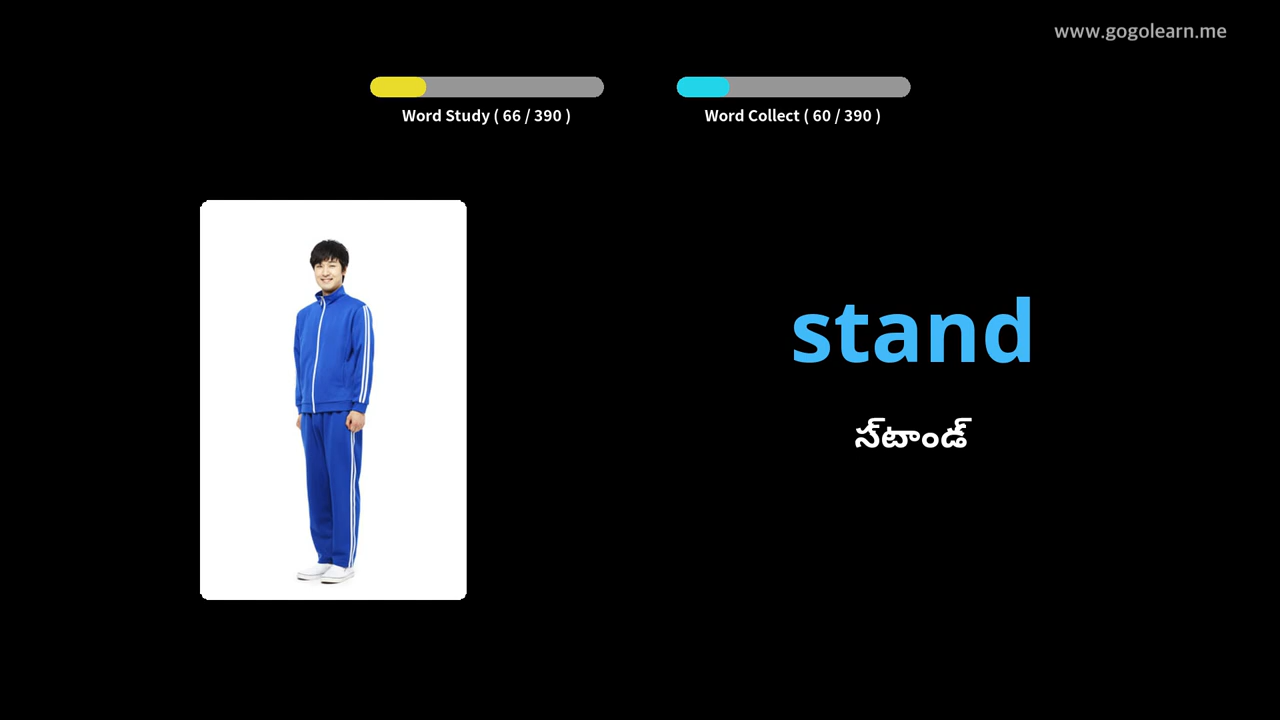 www.gogolearn.me
Word Study ( 66 / 390 )
Word Collect ( 60 / 390 )
stand
స్‌టాండ్